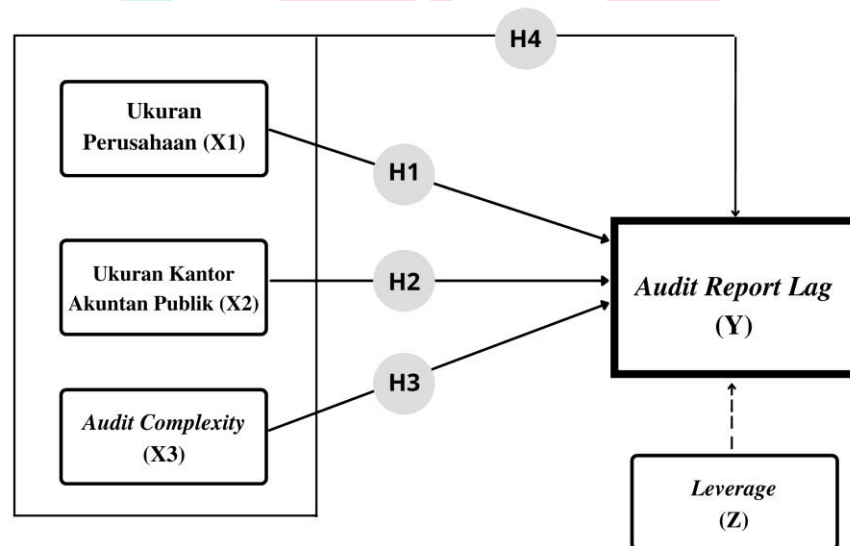 H4
Ukuran
Perusahaan (X1)
H1
Ukuran Kantor
Akuntan Publik (X2)
H2
Audit Report Lag
(Y)
H3
Audit Complexity
(X3)
Leverage
(Z)